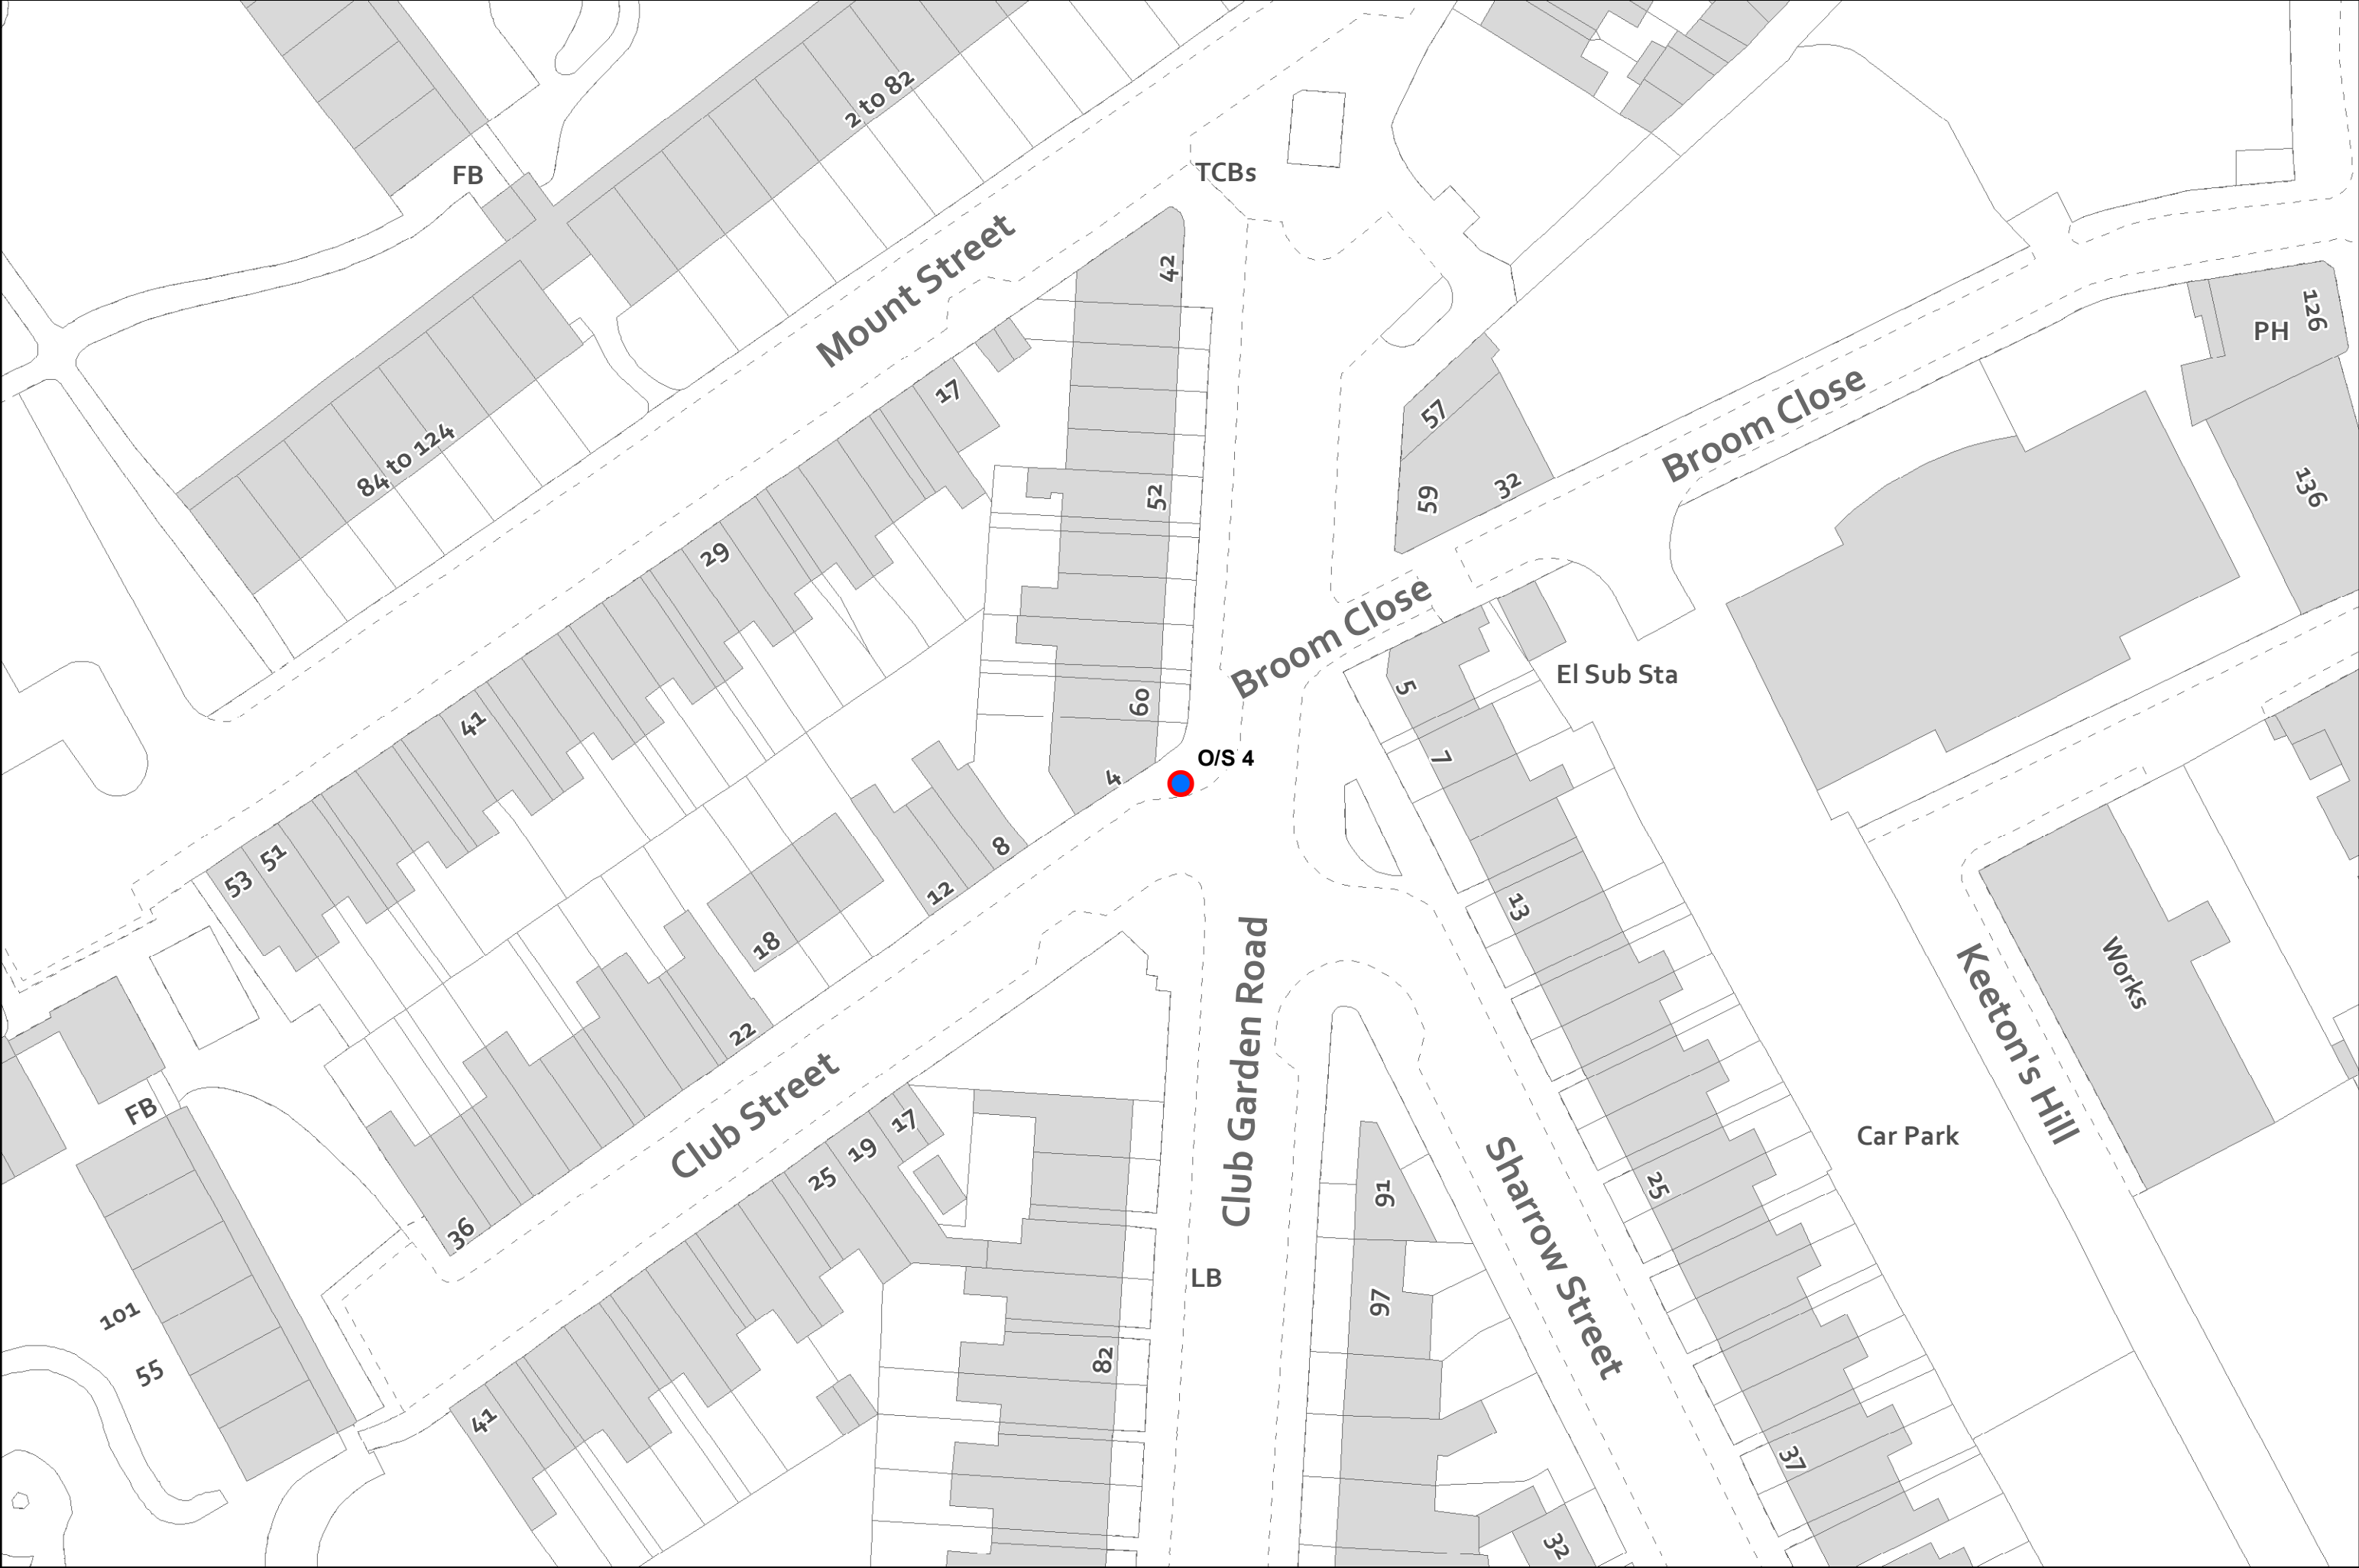 2 to 82
FB
TCBs
Mount Street
42
126
PH
17
57
Broom Close
84 to 124
52
59
32
136
29
Broom Close
El Sub Sta
5
60
41
7
O/S 4
4
8
51
53
12
13
18
Keeton's Hill
Works
22
Club Garden Road
Club Street
FB
17
19
25
Car Park
Sharrow Street
91
25
36
LB
97
101
55
82
41
37
32